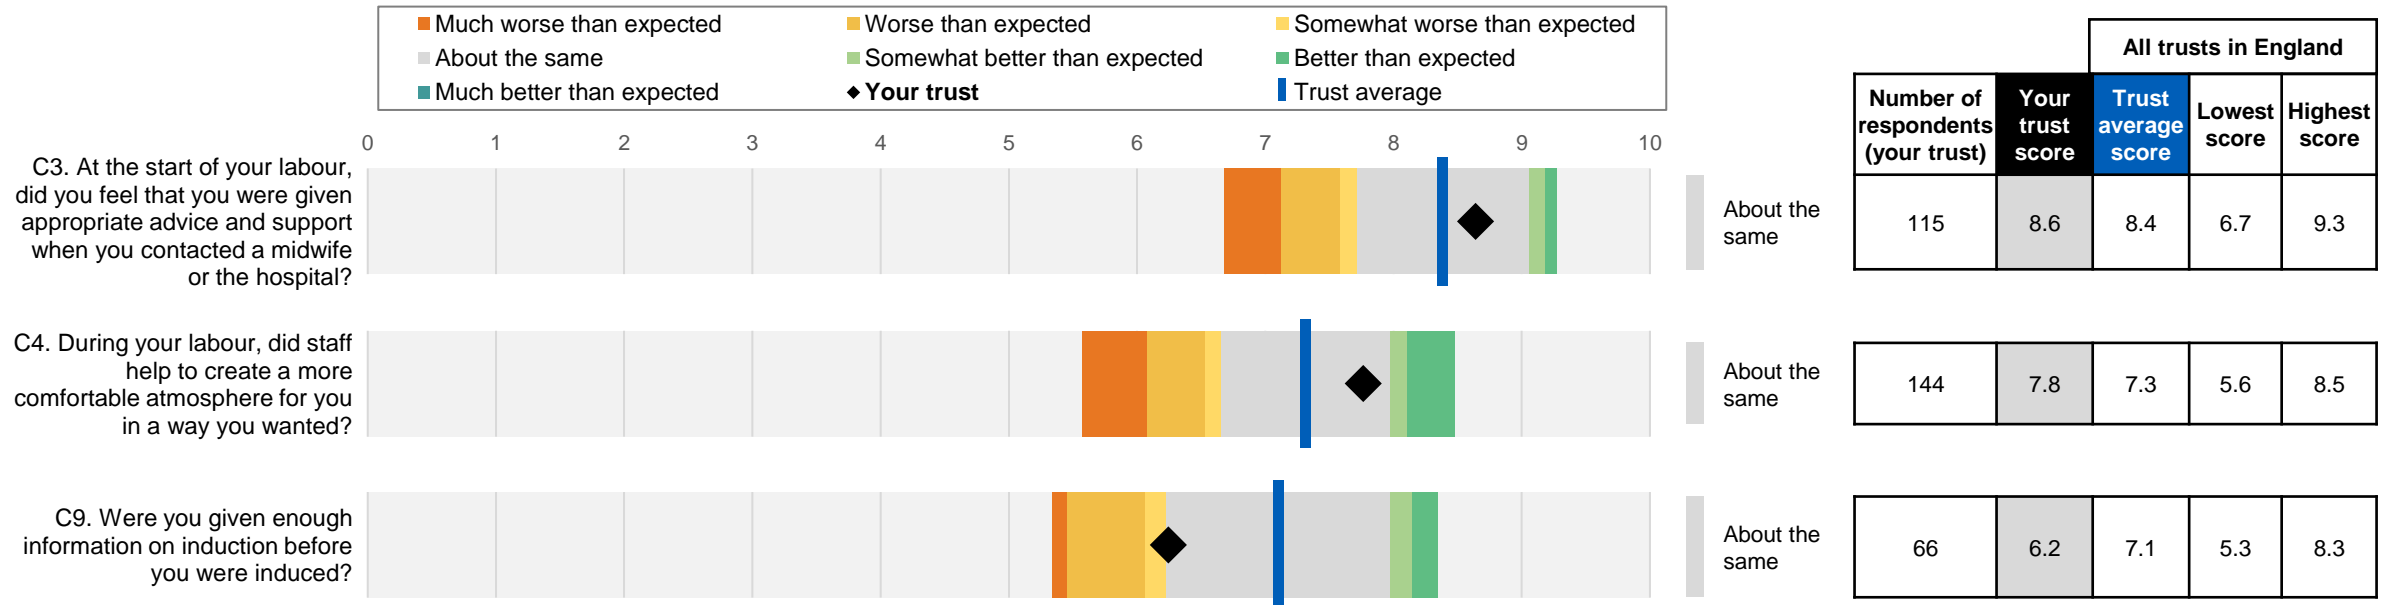 Much worse than expected
Worse than expected
Somewhat worse than expected
About the same
Somewhat better than expected
Better than expected
Much better than expected
Your trust
Trust average
All trusts in England
Number of
respondents
(your trust)
Your
trust
score
Trust
average
score
Lowest
score
Highest
score
0 1 2 3 4 5 6 7 8 9 10
C3. At the start of your labour,
did you feel that you were given
appropriate advice and support
when you contacted a midwife
or the hospital?
About the
same
115 8.6 8.4 6.7 9.3
C4. During your labour, did staff
help to create a more
comfortable atmosphere for you
in a way you wanted?
About the
same
144 7.8 7.3 5.6 8.5
C9. Were you given enough
information on induction before
you were induced?
About the
same
66 6.2 7.1 5.3 8.3